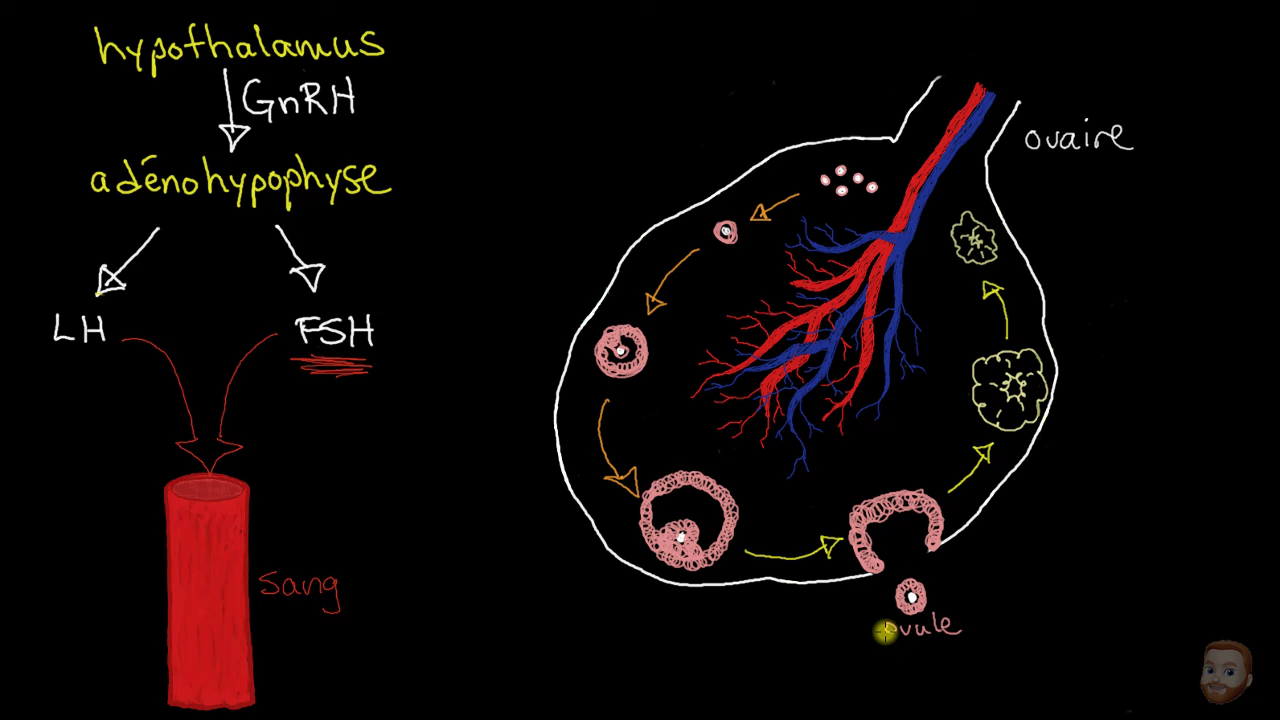 hypothalamus
GnRH
adénohypophyse
LH
FSH
sang
ovaire
ovule